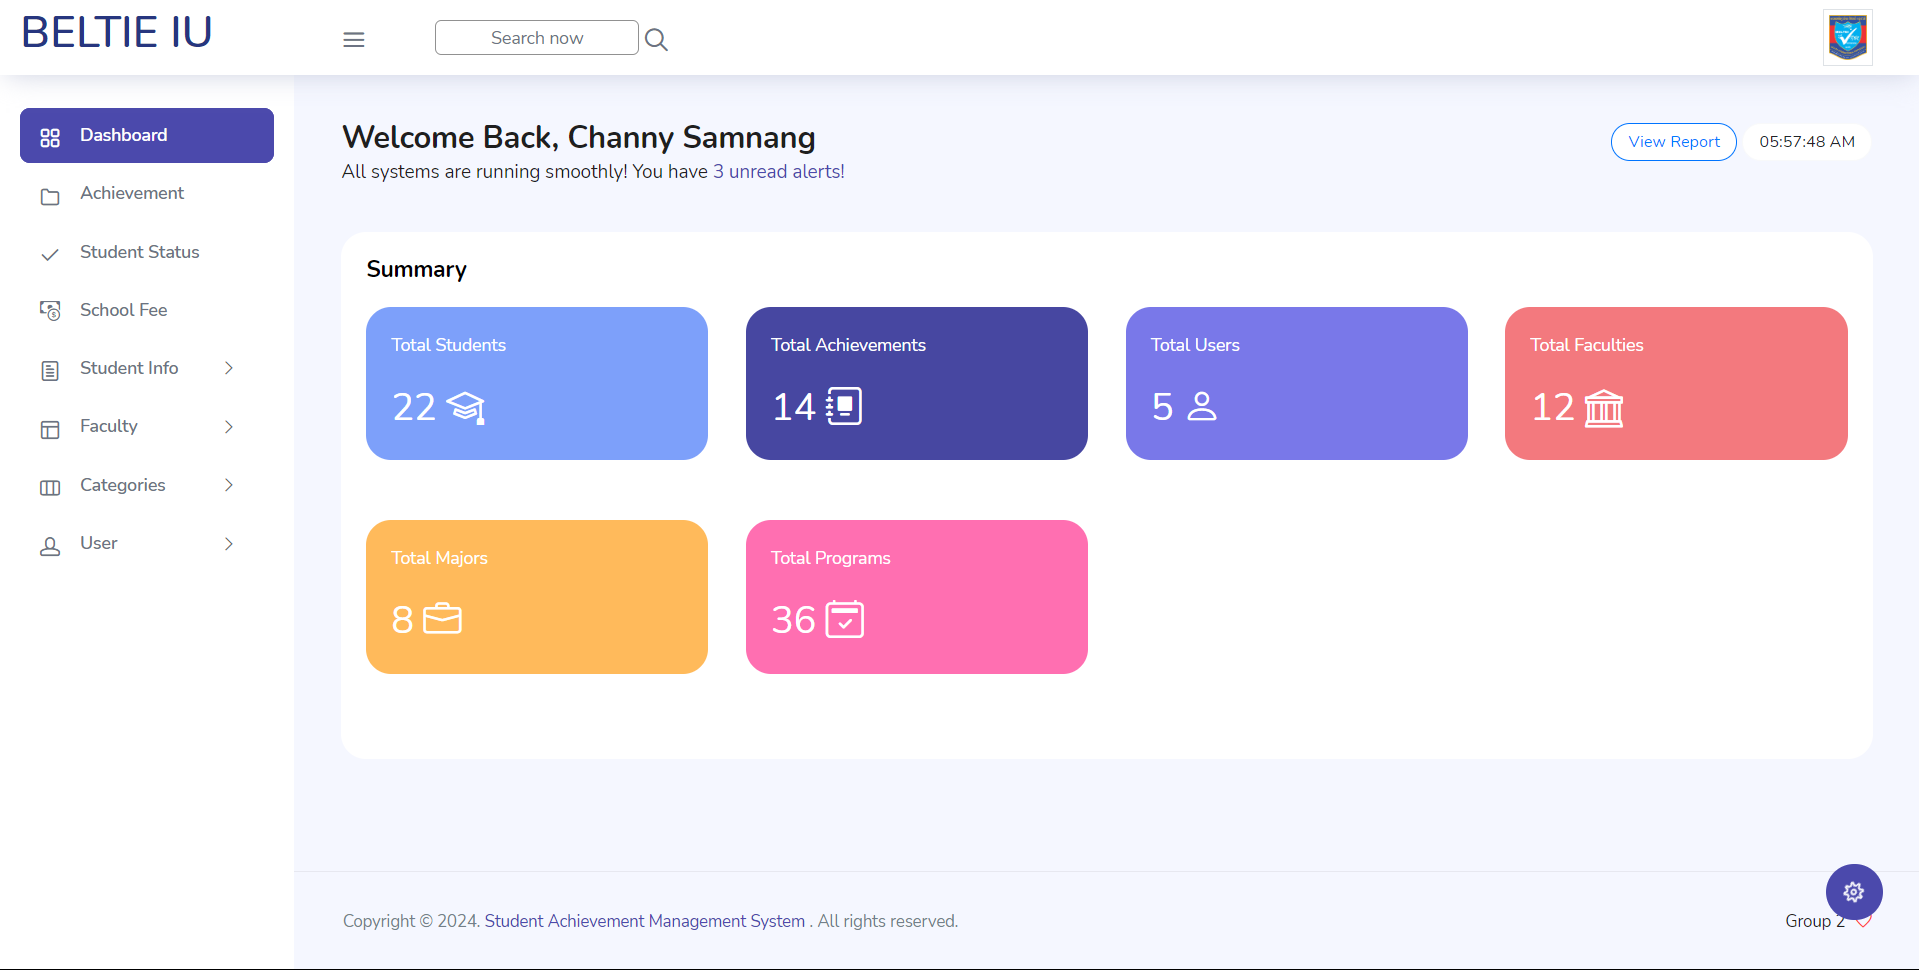 BELTIE IU
Search now
Dashboard
Achievement
Student Status
School Fee
Student Info
Faculty
Categories
User
Welcome Back, Channy Samnang
All systems are running smoothly! You have 3 unread alerts!
View Report
05:57:48 AM
Summary
Total Students
22
Total Achievements
14
Total Users
5
Total Faculties
12
Total Majors
8
Total Programs
36
Copyright © 2024. Student Achievement Management System . All rights reserved.
Group 2